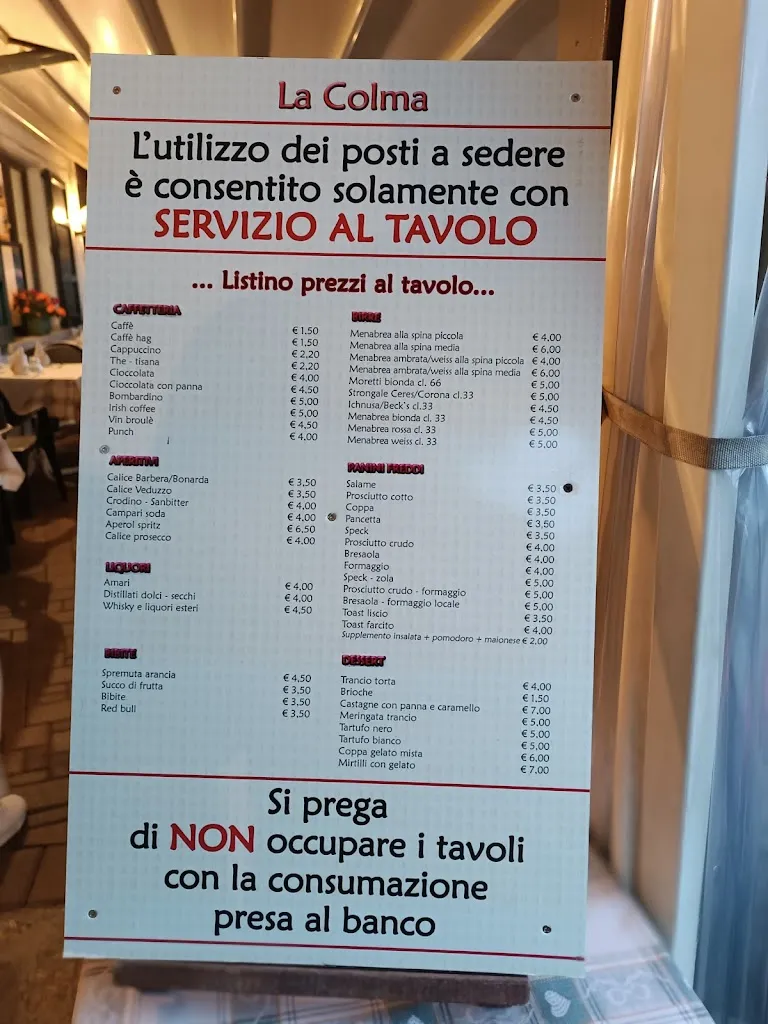 La Colma
L'utilizzo dei posti a sedere
è consentito solamente con
SERVIZIO AL TAVOLO
... Listino prezzi al tavolo...
CAFFETTERIA
Caffè € 1,50
Caffè hag € 1,50
Cappuccino € 2,20
The - tisana € 2,20
Cioccolata € 4,00
Cioccolata con panna € 4,50
Bombardino € 5,00
Irish coffee € 5,00
Vin broulè € 4,50
Punch € 4,00
APERITIVI
Calice Barbera/Bonarda € 3,50
Calice Veduzzo € 3,50
Crodino - Sanbitter € 4,00
Campari soda € 4,00
Aperol spritz € 6,50
Calice prosecco € 4,00
LIQUORI
Amari € 4,00
Distillati dolci - secchi € 4,00
Whisky e liquori esteri € 4,50
BIBITE
Spremuta arancia € 4,50
Succo di frutta € 3,50
Bibite € 3,50
Red bull € 3,50
BIRRE
Menabrea alla spina piccola € 4,00
Menabrea alla spina media € 6,00
Menabrea ambrata/weiss alla spina piccola € 4,00
Menabrea ambrata/weiss alla spina media € 6,00
Moretti bionda cl. 66 € 5,00
Strongale Ceres/Corona cl.33 € 5,00
Ichnusa/Beck's cl.33 € 4,50
Menabrea bionda cl. 33 € 4,50
Menabrea rossa cl. 33 € 5,00
Menabrea weiss cl. 33 € 5,00
PANINI FREDDI
Salame € 3,50
Prosciutto cotto € 3,50
Coppa € 3,50
Pancetta € 3,50
Speck € 3,50
Prosciutto crudo € 4,00
Bresaola € 4,00
Formaggio € 4,00
Speck - zola € 5,00
Prosciutto crudo - formaggio € 5,00
Bresaola - formaggio locale € 5,00
Toast liscio € 3,50
Toast farcito € 4,00
Supplemento insalata + pomodoro + maionese € 2,00
DESSERT
Trancio torta € 4,00
Brioche € 1,50
Castagne con panna e caramello € 7,00
Meringata trancio € 5,00
Tartufo nero € 5,00
Tartufo bianco € 5,00
Coppa gelato mista € 6,00
Mirtilli con gelato € 7,00
Si prega
di NON occupare i tavoli
con la consumazione
presa al banco